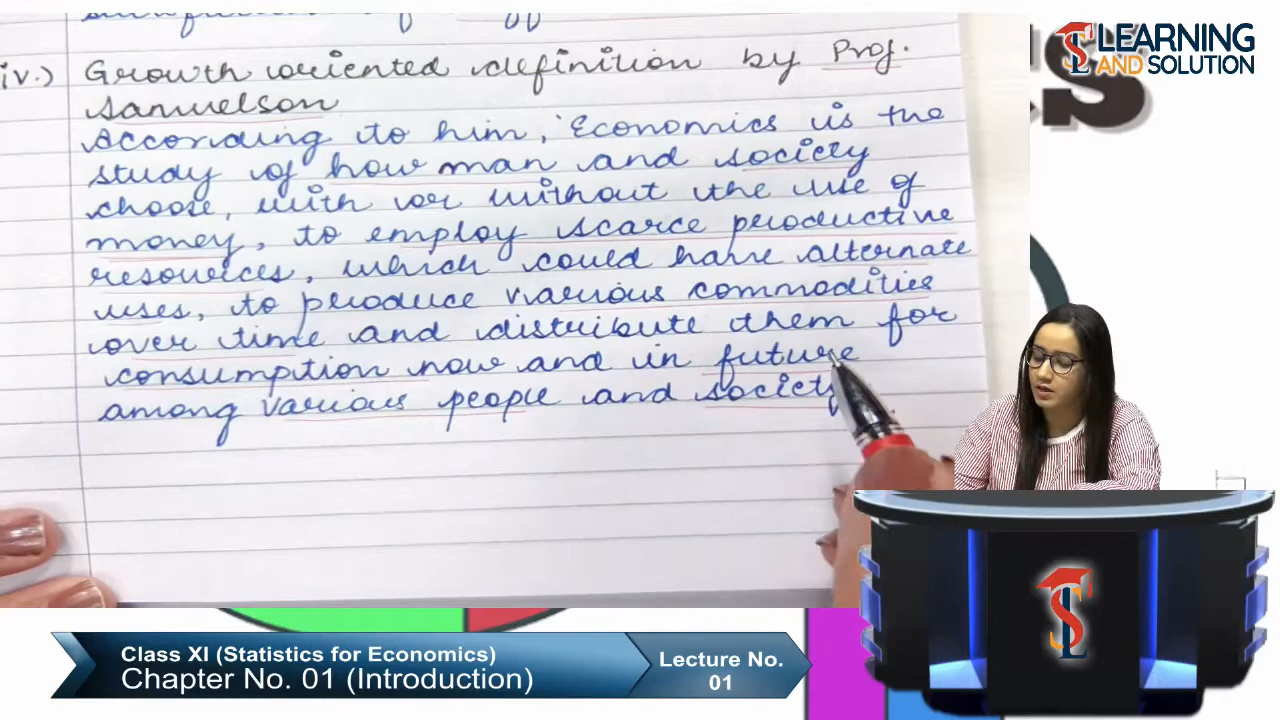 iv.) Growth oriented definition by Prof.
Samuelson
According to him, 'Economics is the
study of how man and society
choose, with or without the use of
money, to employ scarce productive
resources, which could have alternate
uses, to produce various commodities
over time and distribute them for
consumption now and in future
among various people and society
LEARNING
AND SOLUTION
Class XI (Statistics for Economics)
Chapter No. 01 (Introduction)
Lecture No.
01